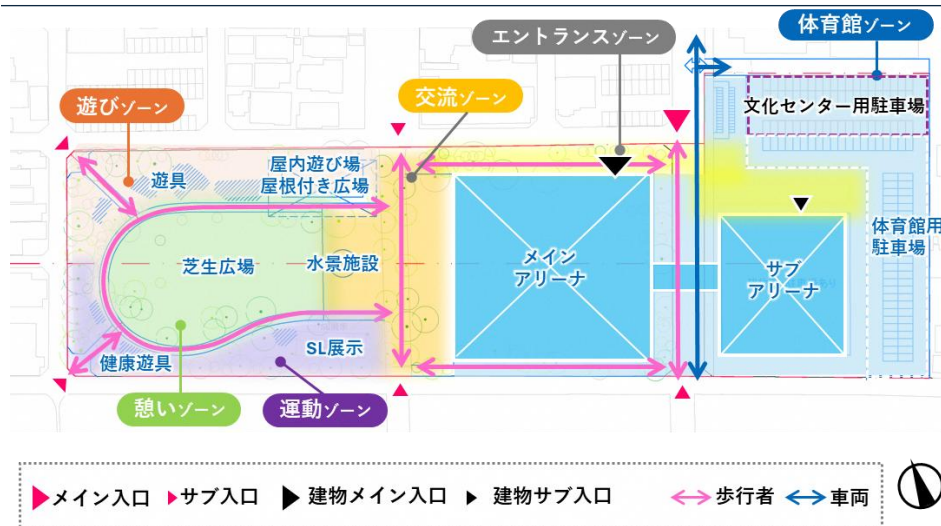 エントランスゾーン
体育館ゾーン
遊びゾーン
交流ゾーン
文化センター用駐車場
遊具
屋内遊び場
屋根付き広場
芝生広場
水景施設
メイン
アリーナ
サブ
アリーナ
体育館用
駐車場
健康遊具
SL展示
憩いゾーン
運動ゾーン
メイン入口
サブ入口
建物メイン入口
建物サブ入口
歩行者
車両